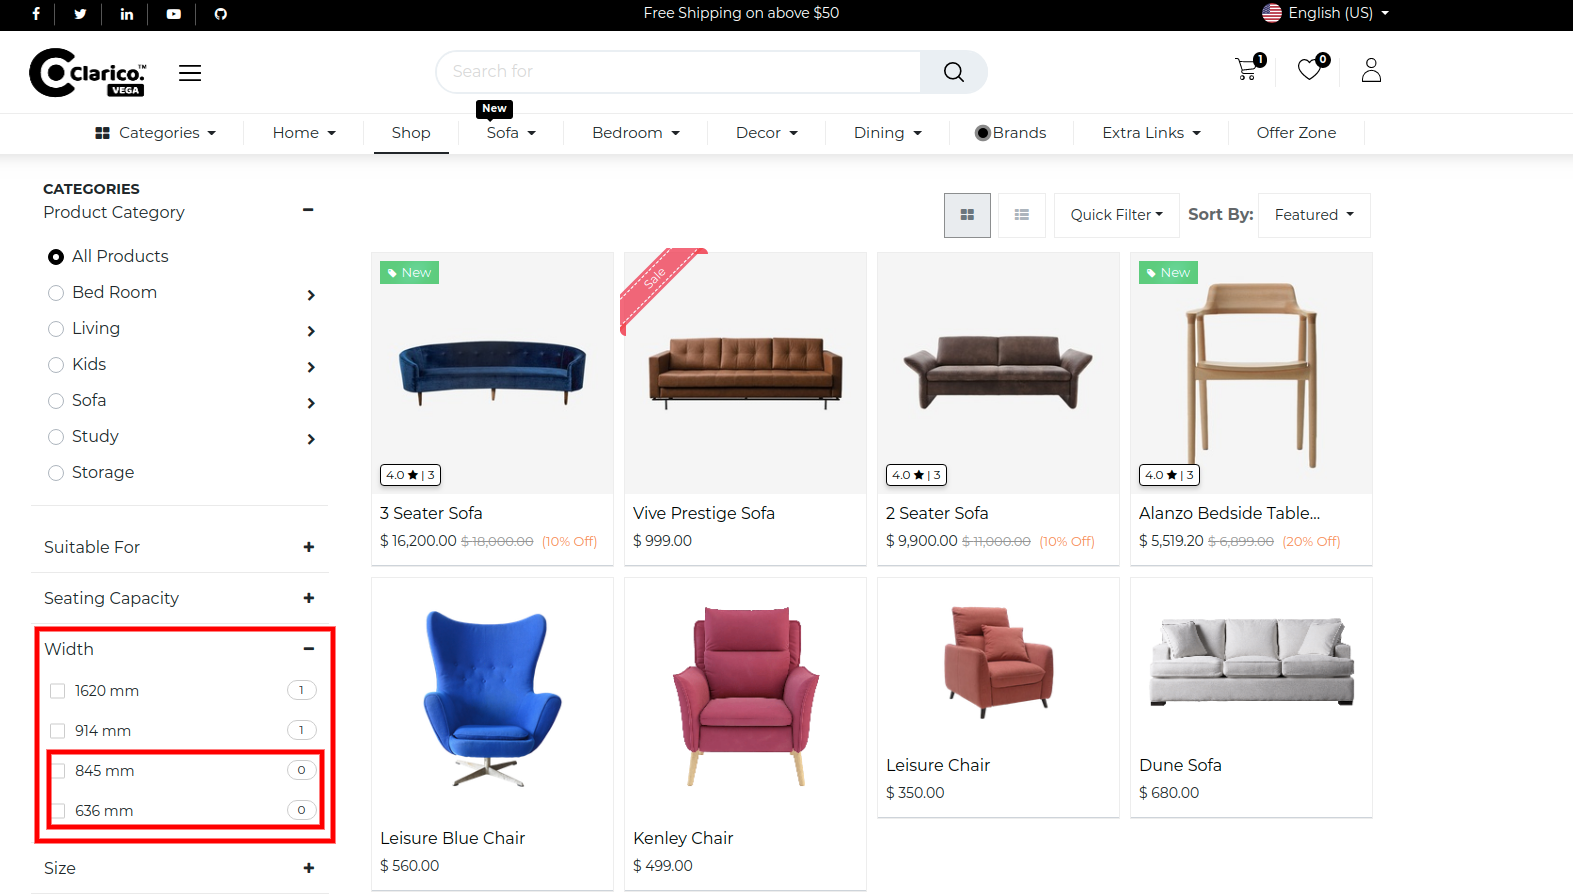 Free Shipping on above $50
English (US)
Clarico.™
VEGA
Search for
1
0
New
Categories
Home
Shop
Sofa
Bedroom
Decor
Dining
Brands
Extra Links
Offer Zone
CATEGORIES
Product Category
All Products
Bed Room
Living
Kids
Sofa
Study
Storage
Suitable For
Seating Capacity
Width
1620 mm 1
914 mm 1
845 mm 0
636 mm 0
Size
Quick Filter
Sort By:
Featured
New
4.0 ★ | 3
3 Seater Sofa
$ 16,200.00 $ 18,000.00 (10% Off)
Sale
Vive Prestige Sofa
$ 999.00
4.0 ★ | 3
2 Seater Sofa
$ 9,900.00 $ 11,000.00 (10% Off)
New
4.0 ★ | 3
Alanzo Bedside Table...
$ 5,519.20 $ 6,899.00 (20% Off)
Leisure Blue Chair
$ 560.00
Kenley Chair
$ 499.00
Leisure Chair
$ 350.00
Dune Sofa
$ 680.00